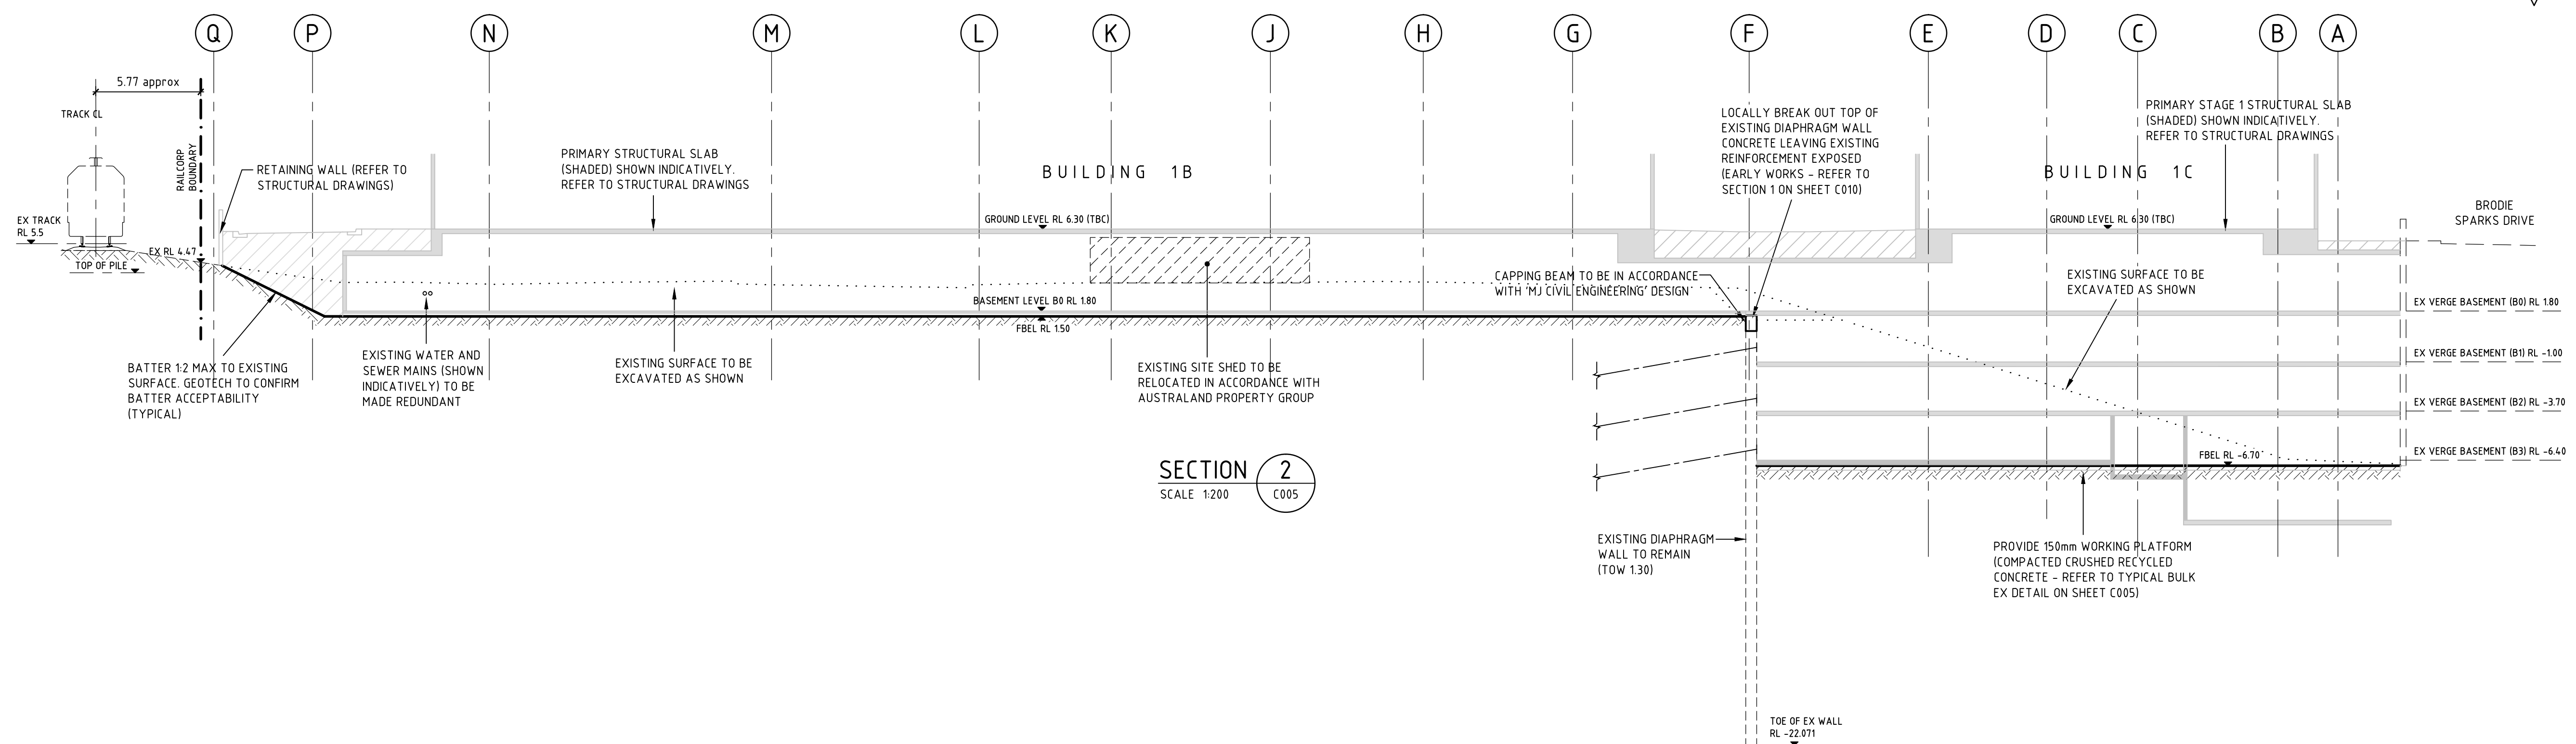 Q P N M L K J H G F E D C B A
5.77 approx
TRACK CL
RAILCORP
BOUNDARY
EX TRACK
RL 5.5
EX RL 4.47
TOP OF PILE
RETAINING WALL (REFER TO
STRUCTURAL DRAWINGS)
PRIMARY STRUCTURAL SLAB
(SHADED) SHOWN INDICATIVELY.
REFER TO STRUCTURAL DRAWINGS
BUILDING 1B
GROUND LEVEL RL 6.30 (TBC)
LOCALLY BREAK OUT TOP OF
EXISTING DIAPHRAGM WALL
CONCRETE LEAVING EXISTING
REINFORCEMENT EXPOSED
(EARLY WORKS - REFER TO
SECTION 1 ON SHEET C010)
PRIMARY STAGE 1 STRUCTURAL SLAB
(SHADED) SHOWN INDICATIVELY.
REFER TO STRUCTURAL DRAWINGS
BUILDING 1C
GROUND LEVEL RL 6.30 (TBC)
BRODIE
SPARKS DRIVE
CAPPING BEAM TO BE IN ACCORDANCE
WITH 'MJ CIVIL ENGINEERING' DESIGN
EXISTING SURFACE TO BE
EXCAVATED AS SHOWN
BASEMENT LEVEL B0 RL 1.80
FBEL RL 1.50
EX VERGE BASEMENT (B0) RL 1.80
EX VERGE BASEMENT (B1) RL -1.00
EX VERGE BASEMENT (B2) RL -3.70
EX VERGE BASEMENT (B3) RL -6.40
FBEL RL -6.70
BATTER 1:2 MAX TO EXISTING
SURFACE. GEOTECH TO CONFIRM
BATTER ACCEPTABILITY
(TYPICAL)
EXISTING WATER AND
SEWER MAINS (SHOWN
INDICATIVELY) TO BE
MADE REDUNDANT
EXISTING SURFACE TO BE
EXCAVATED AS SHOWN
EXISTING SITE SHED TO BE
RELOCATED IN ACCORDANCE WITH
AUSTRALAND PROPERTY GROUP
SECTION 2
SCALE 1:200 C005
EXISTING DIAPHRAGM
WALL TO REMAIN
(TOW 1.30)
PROVIDE 150mm WORKING PLATFORM
(COMPACTED CRUSHED RECYCLED
CONCRETE - REFER TO TYPICAL BULK
EX DETAIL ON SHEET C005)
TOE OF EX WALL
RL -22.071